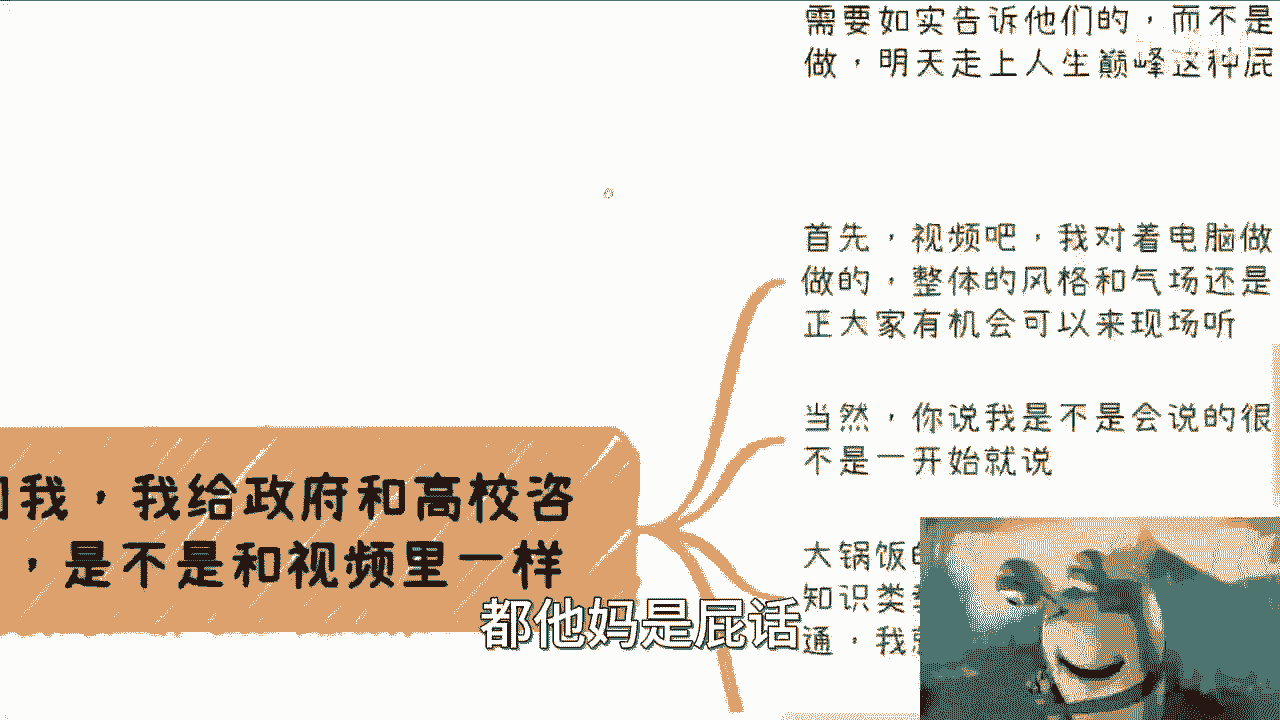 需要如实告诉他们的，而不是
做，明天走上人生巅峰这种屁
首先，视频吧，我对着电脑做
做的，整体的风格和气场还是
正大家有机会可以来现场听
当然，你说我是不是会说的很
不是一开始就说
我，我给政府和高校咨
，是不是和视频里一样
大锅饭
知识类
通，我
都他妈是屁话